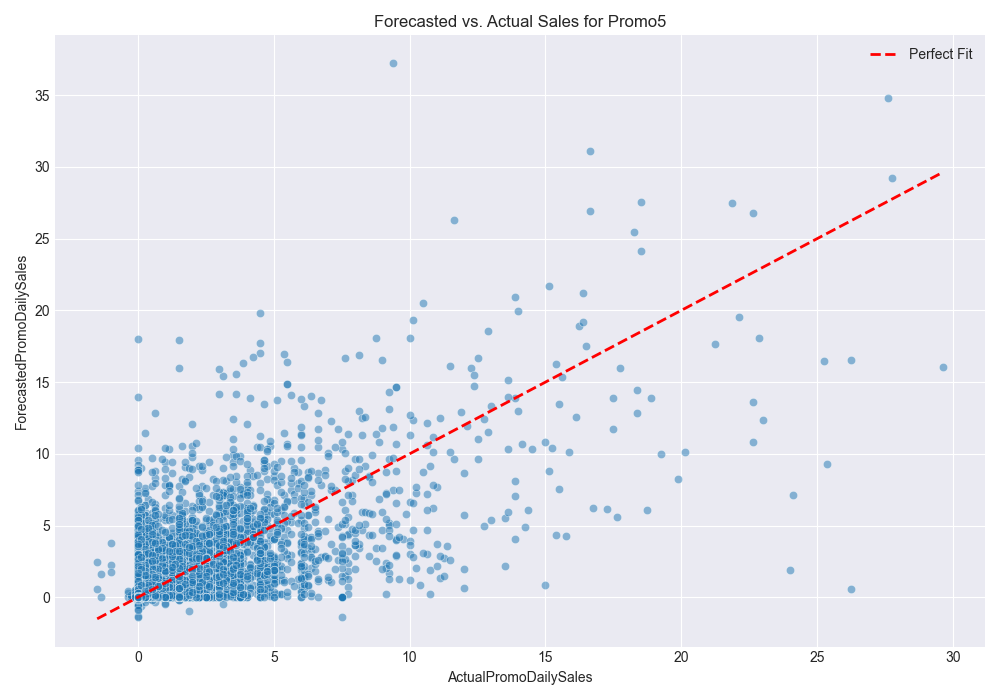 Forecasted vs. Actual Sales for Promo5
Perfect Fit
35
30
25
20
15
10
5
0
ForecastedPromoDailySales
0 5 10 15 20 25 30
ActualPromoDailySales